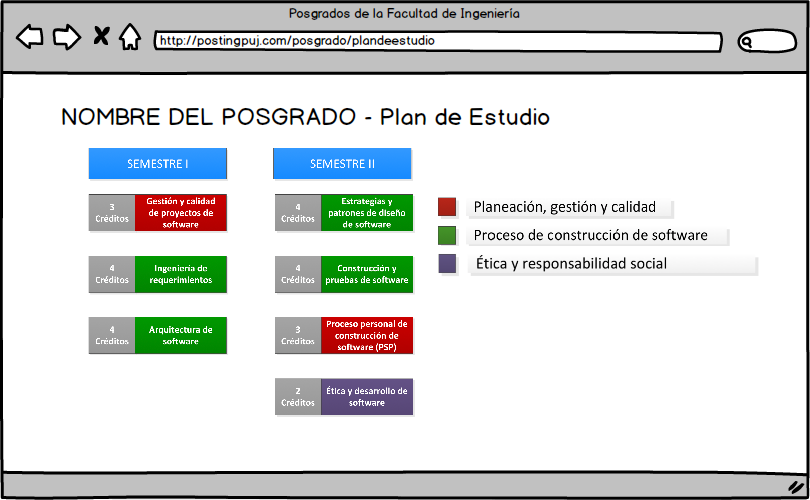 Posgrados de la Facultad de Ingeniería
http://postingpuj.com/posgrado/plandeestudio
NOMBRE DEL POSGRADO - Plan de Estudio
SEMESTRE I
SEMESTRE II
3
Créditos
Gestión y calidad
de proyectos de
software
4
Créditos
Estrategias y
patrones de diseño
de software
Planeación, gestión y calidad
Proceso de construcción de software
Ética y responsabilidad social
4
Créditos
Ingeniería de
requerimientos
4
Créditos
Construcción y
pruebas de software
4
Créditos
Arquitectura de
software
3
Créditos
Proceso personal de
construcción de
software (PSP)
2
Créditos
Ética y desarrollo de
software